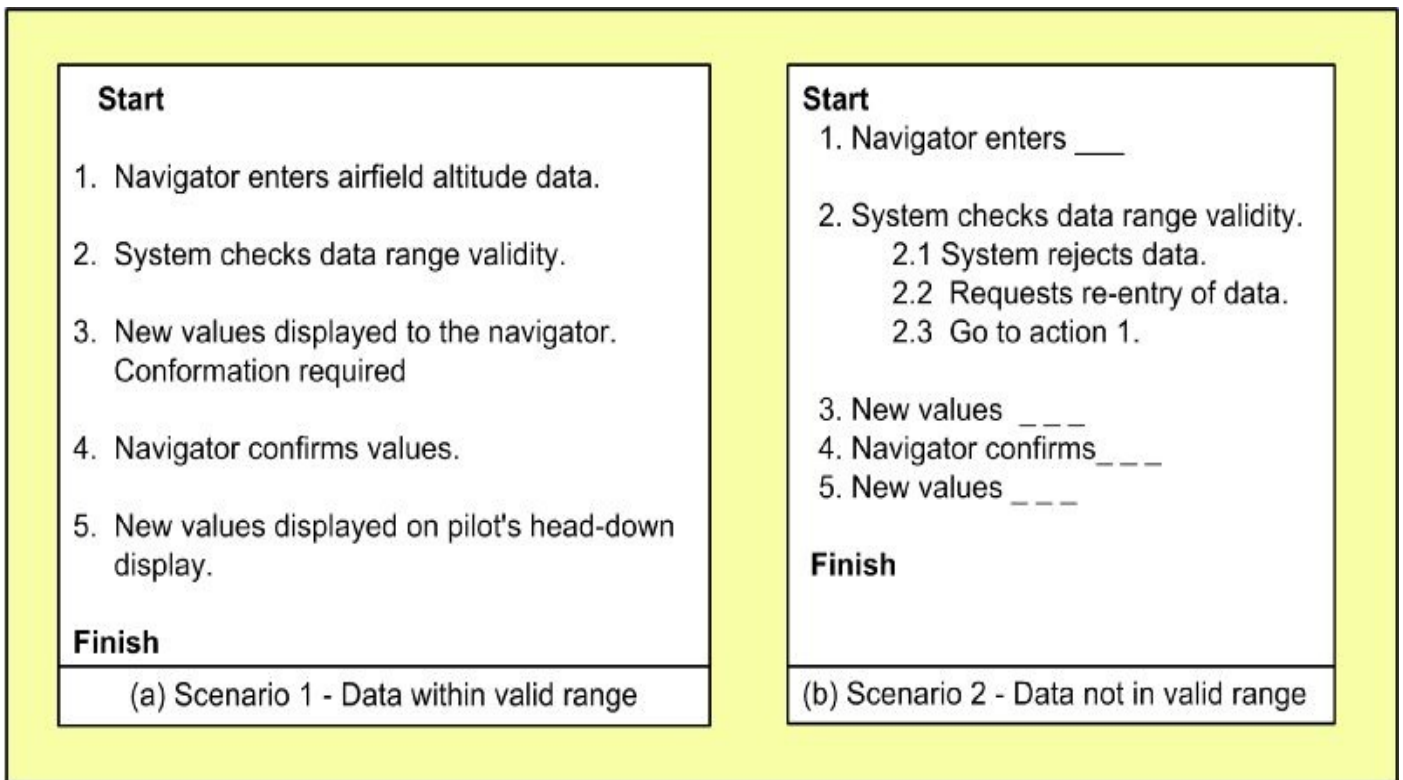 Start
1. Navigator enters airfield altitude data.
2. System checks data range validity.
3. New values displayed to the navigator.
Conformation required
4. Navigator confirms values.
5. New values displayed on pilot's head-down
display.
Finish
(a) Scenario 1 - Data within valid range
Start
1. Navigator enters ___
2. System checks data range validity.
2.1 System rejects data.
2.2 Requests re-entry of data.
2.3 Go to action 1.
3. New values _ _ _
4. Navigator confirms_ _ _
5. New values _ _ _
Finish
(b) Scenario 2 - Data not in valid range